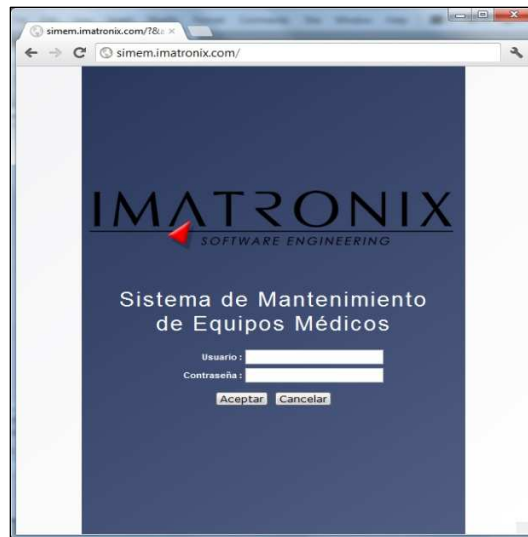 simem.imatronix.com/?&u
simem.imatronix.com/
IMATRONIX
SOFTWARE ENGINEERING
Sistema de Mantenimiento
de Equipos Médicos
Usuario :
Contraseña :
Aceptar Cancelar